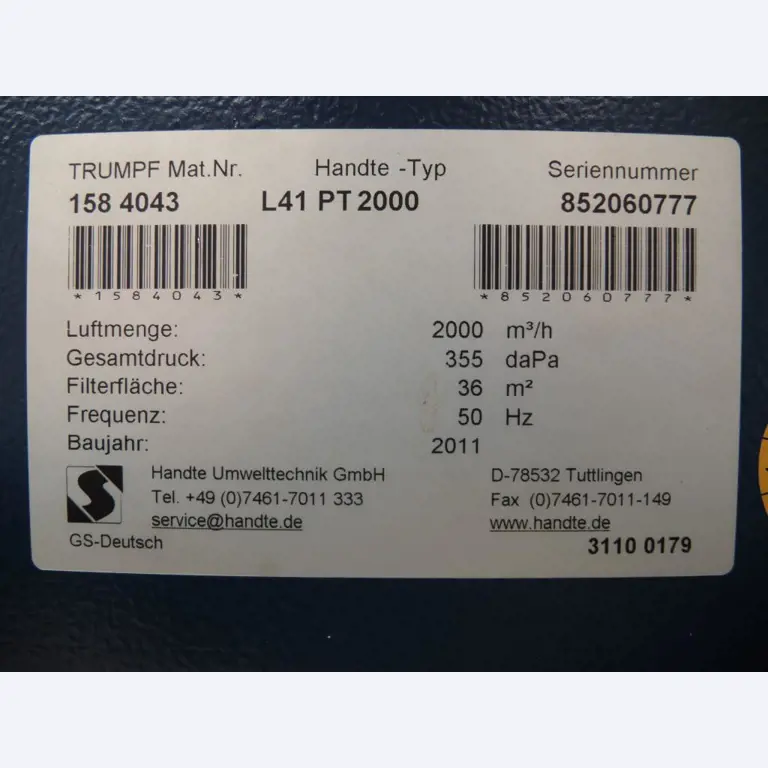 TRUMPF Mat.Nr. Handte -Typ Seriennummer
158 4043 L41 PT 2000 852060777
*1584043* *852060777*
Luftmenge: 2000 m³/h
Gesamtdruck: 355 daPa
Filterfläche: 36 m²
Frequenz: 50 Hz
Baujahr: 2011
Handte Umwelttechnik GmbH D-78532 Tuttlingen
Tel. +49 (0)7461-7011 333 Fax (0)7461-7011-149
service@handte.de www.handte.de
GS-Deutsch 3110 0179